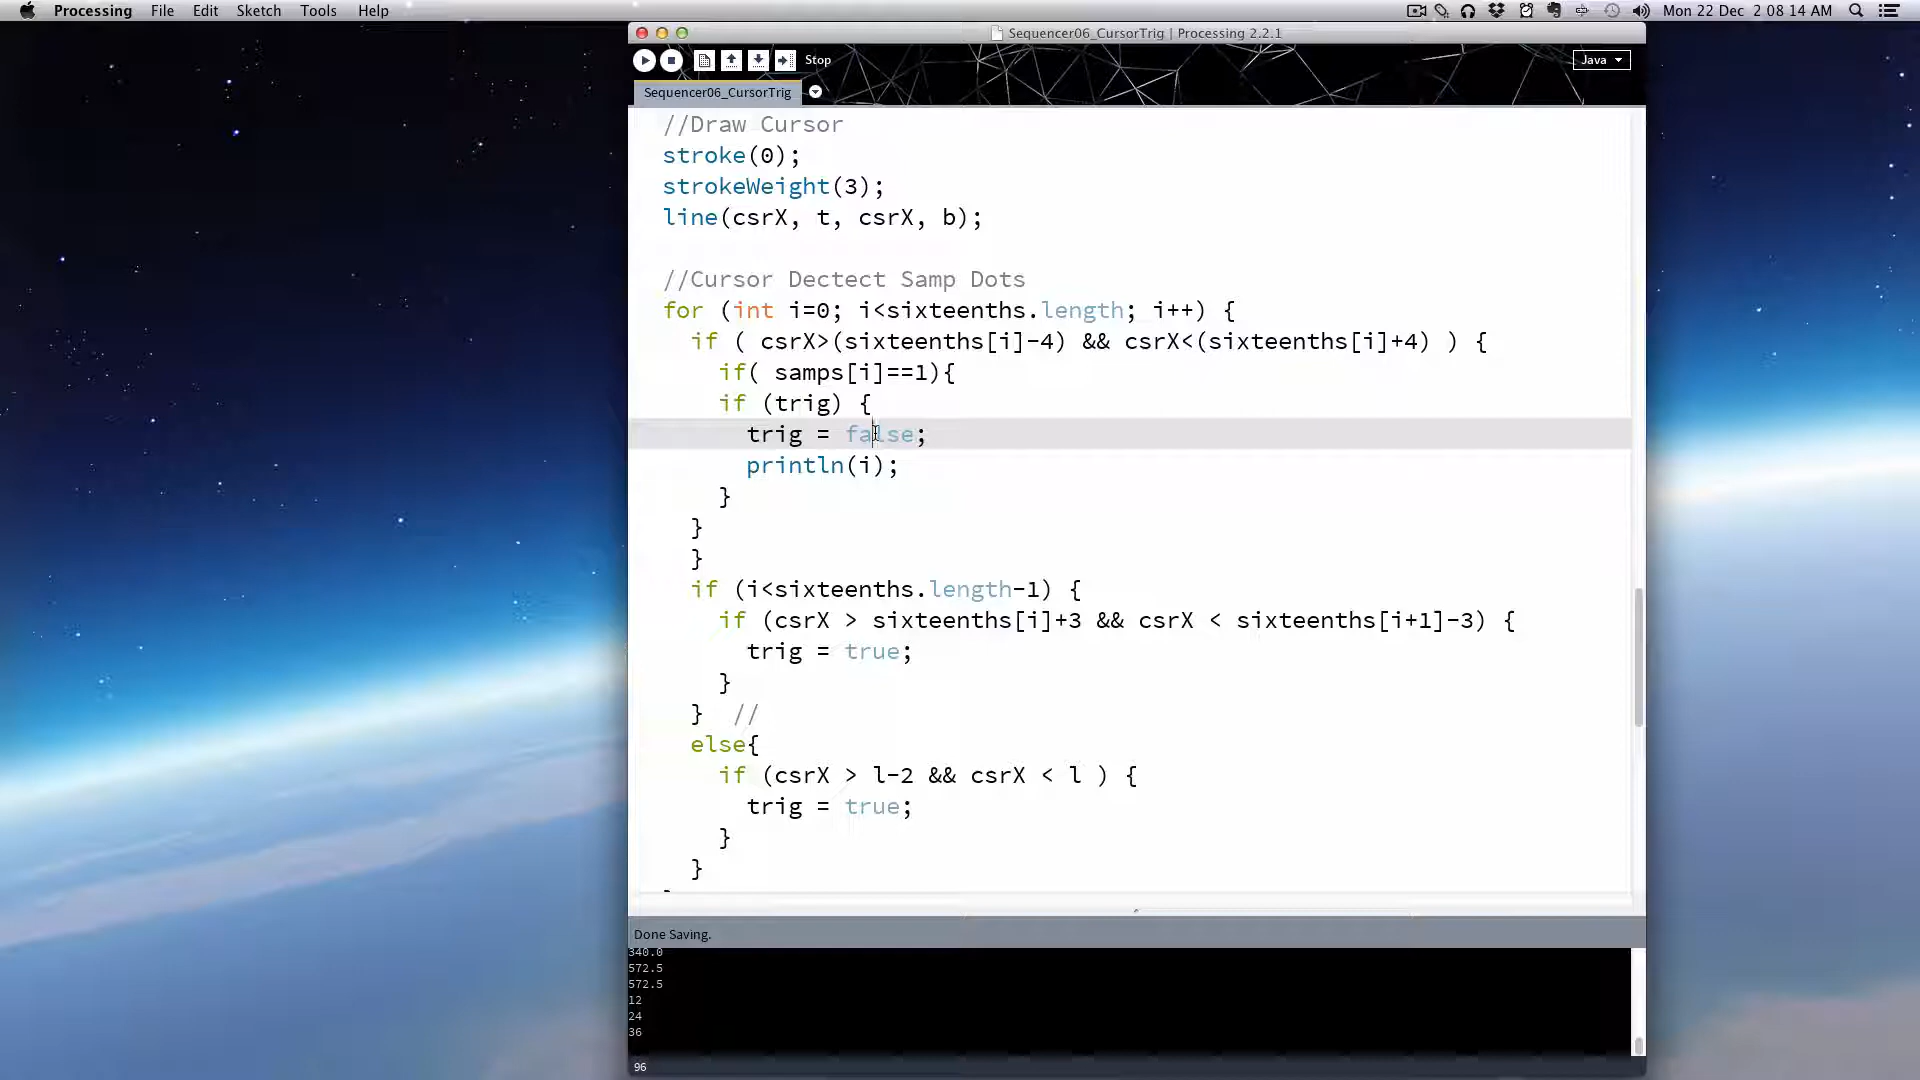 Processing File Edit Sketch Tools Help
Mon 22 Dec 2 08 14 AM
Sequencer06_CursorTrig | Processing 2.2.1
Stop
Java
Sequencer06_CursorTrig
//Draw Cursor
stroke(0);
strokeWeight(3);
line(csrX, t, csrX, b);
//Cursor Dectect Samp Dots
for (int i=0; i<sixteenths.length; i++) {
if ( csrX>(sixteenths[i]-4) && csrX<(sixteenths[i]+4) ) {
if( samps[i]==1){
if (trig) {
trig = false;
println(i);
}
}
}
if (i<sixteenths.length-1) {
if (csrX > sixteenths[i]+3 && csrX < sixteenths[i+1]-3) {
trig = true;
}
} //
else{
if (csrX > l-2 && csrX < l ) {
trig = true;
}
}
Done Saving.
340.0
572.5
572.5
12
24
36
96